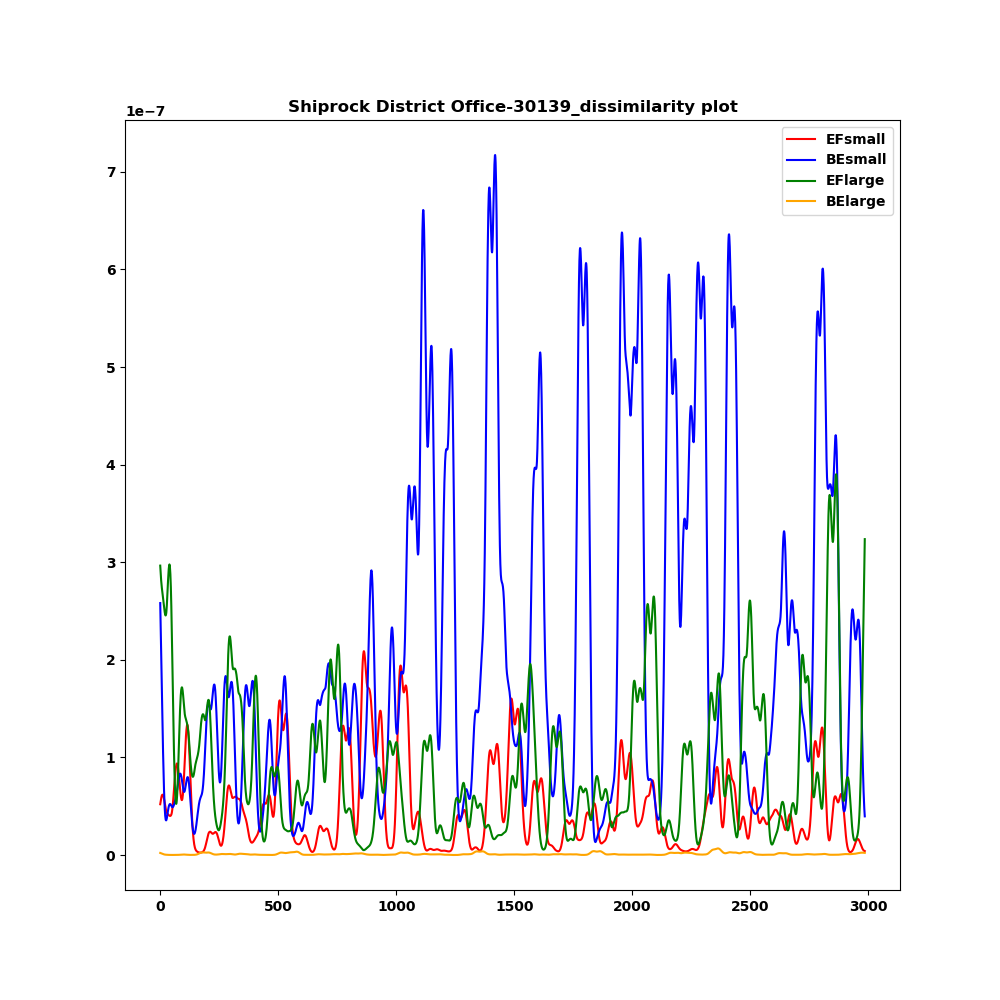 Shiprock District Office-30139_dissimilarity plot
1e−7
EFsmall
BEsmall
EFlarge
BElarge
7
6
5
4
3
2
1
0
0 500 1000 1500 2000 2500 3000